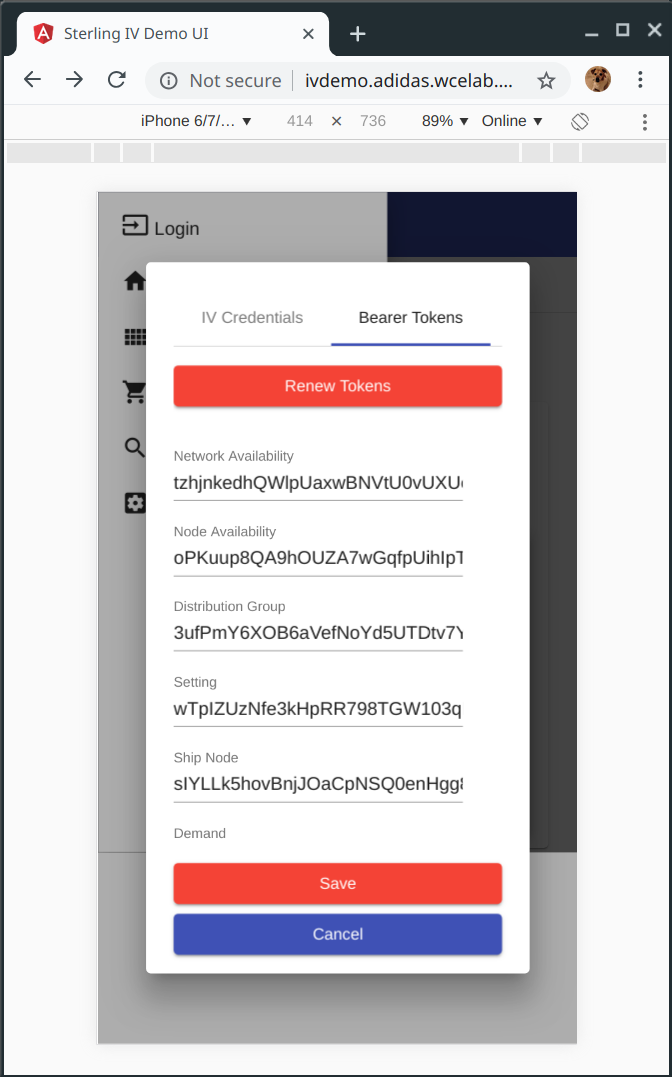 Sterling IV Demo UI
Not secure ivdemo.adidas.wcelab....
iPhone 6/7/... 414 × 736 89% Online
Login
IV Credentials Bearer Tokens
Renew Tokens
Network Availability
tzhjnkedhQWlpUaxwBNVtU0vUXU
Node Availability
oPKuup8QA9hOUZA7wGqfpUihIpT
Distribution Group
3ufPmY6XOB6aVefNoYd5UTDtv7Y
Setting
wTpIZUzNfe3kHpRR798TGW103q
Ship Node
sIYLLk5hovBnjJOaCpNSQ0enHgg8
Demand
Save
Cancel